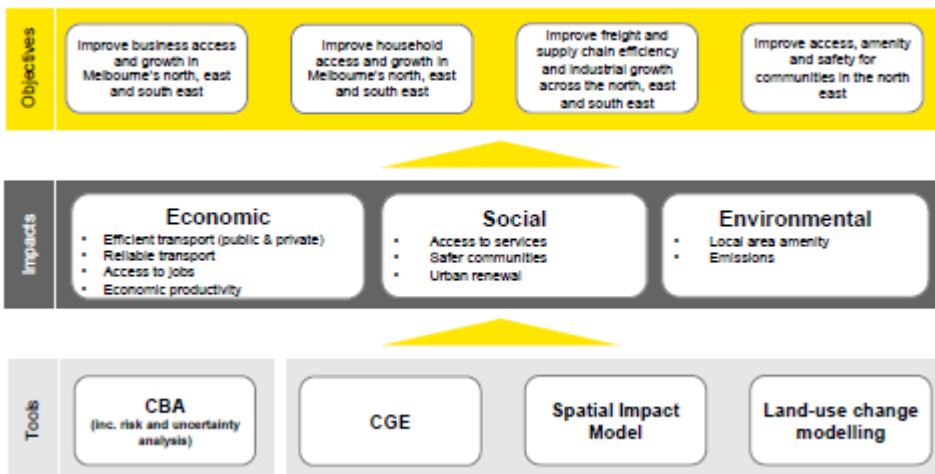 Objectives
Improve business access
and growth in
Melbourne's north, east
and south east
Improve household
access and growth in
Melbourne's north, east
and south east
Improve freight and
supply chain efficiency
and industrial growth
across the north, east
and south east
Improve access, amenity
and safety for
communities in the north
east
Impacts
Economic
▪ Efficient transport (public & private)
▪ Reliable transport
▪ Access to jobs
▪ Economic productivity
Social
▪ Access to services
▪ Safer communities
▪ Urban renewal
Environmental
▪ Local area amenity
▪ Emissions
Tools
CBA
(inc. risk and uncertainty
analysis)
CGE
Spatial Impact
Model
Land-use change
modelling